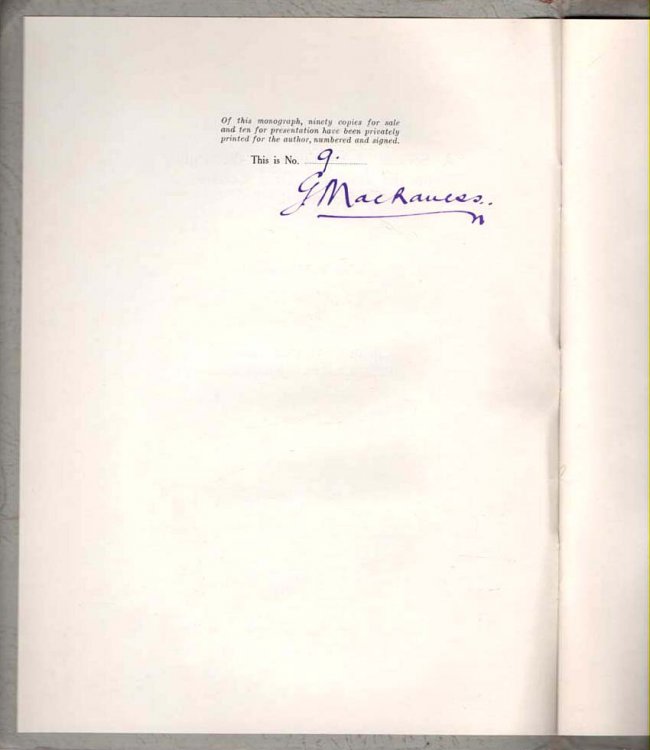 Of this monograph, ninety copies for sale
and ten for presentation have been privately
printed for the author, numbered and signed.
This is No. 9.
G Mackaness.